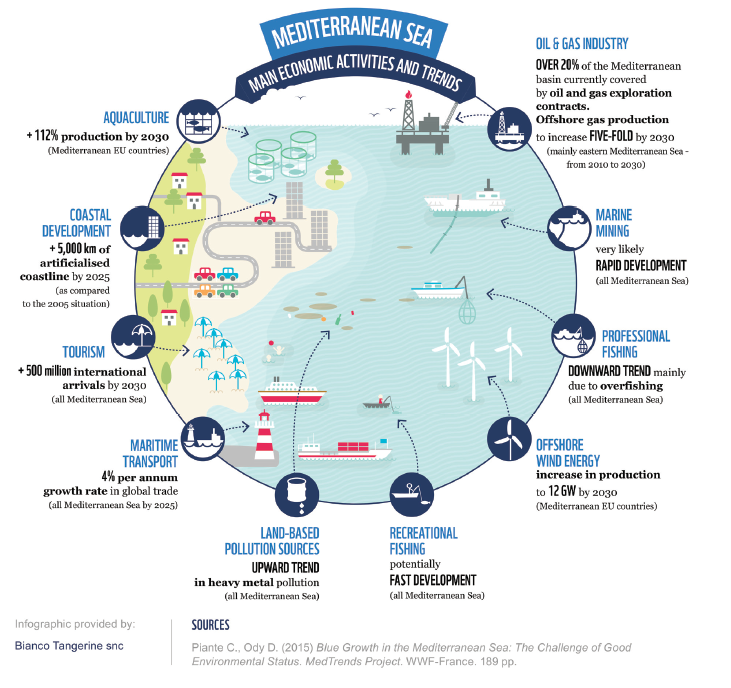 MEDITERRANEAN SEA
MAIN ECONOMIC ACTIVITIES AND TRENDS
OIL & GAS INDUSTRY
OVER 20% of the Mediterranean
basin currently covered
by oil and gas exploration
contracts.
Offshore gas production
to increase FIVE-FOLD by 2030
(mainly eastern Mediterranean Sea -
from 2010 to 2030)
AQUACULTURE
+ 112% production by 2030
(Mediterranean EU countries)
COASTAL
DEVELOPMENT
+ 5,000 km of
artificialised
coastline by 2025
(as compared
to the 2005 situation)
MARINE
MINING
very likely
RAPID DEVELOPMENT
(all Mediterranean Sea)
TOURISM
+ 500 million international
arrivals by 2030
(all Mediterranean Sea)
PROFESSIONAL
FISHING
DOWNWARD TREND mainly
due to overfishing
(all Mediterranean Sea)
MARITIME
TRANSPORT
4% per annum
growth rate in global trade
(all Mediterranean Sea by 2025)
OFFSHORE
WIND ENERGY
increase in production
to 12 GW by 2030
(Mediterranean EU countries)
LAND-BASED
POLLUTION SOURCES
UPWARD TREND
in heavy metal pollution
(all Mediterranean Sea)
RECREATIONAL
FISHING
potentially
FAST DEVELOPMENT
(all Mediterranean Sea)
Infographic provided by:
Bianco Tangerine snc
SOURCES
Piante C., Ody D. (2015) Blue Growth in the Mediterranean Sea: The Challenge of Good
Environmental Status. MedTrends Project. WWF-France. 189 pp.